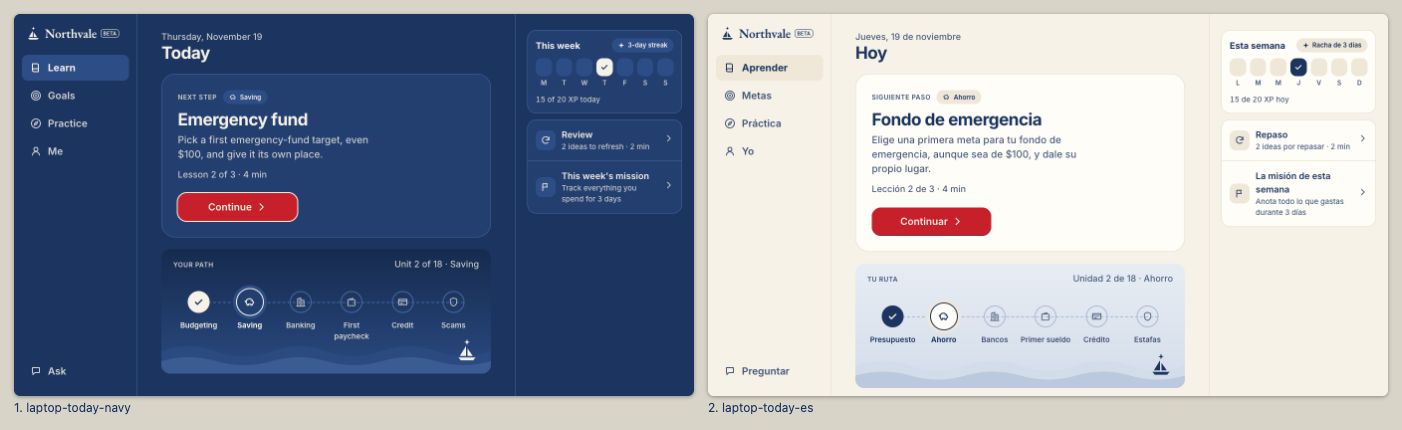 Northvale BETA
Learn
Goals
Practice
Me
Ask
Thursday, November 19
Today
NEXT STEP Saving
Emergency fund
Pick a first emergency-fund target, even
$100, and give it its own place.
Lesson 2 of 3 · 4 min
Continue
YOUR PATH Unit 2 of 18 · Saving
Budgeting Saving Banking First Credit Scams
paycheck
This week 3-day streak
M T W T F S S
15 of 20 XP today
Review
2 ideas to refresh · 2 min
This week's mission
Track everything you
spend for 3 days
1. laptop-today-navy
Northvale BETA
Aprender
Metas
Práctica
Yo
Preguntar
Jueves, 19 de noviembre
Hoy
SIGUIENTE PASO Ahorro
Fondo de emergencia
Elige una primera meta para tu fondo de
emergencia, aunque sea de $100, y dale su
propio lugar.
Lección 2 de 3 · 4 min
Continuar
TU RUTA Unidad 2 de 18 · Ahorro
Presupuesto Ahorro Bancos Primer sueldo Crédito Estafas
Esta semana Racha de 3 días
L M M J V S D
15 de 20 XP hoy
Repaso
2 ideas por repasar · 2 min
La misión de esta
semana
Anota todo lo que gastas
durante 3 días
2. laptop-today-es